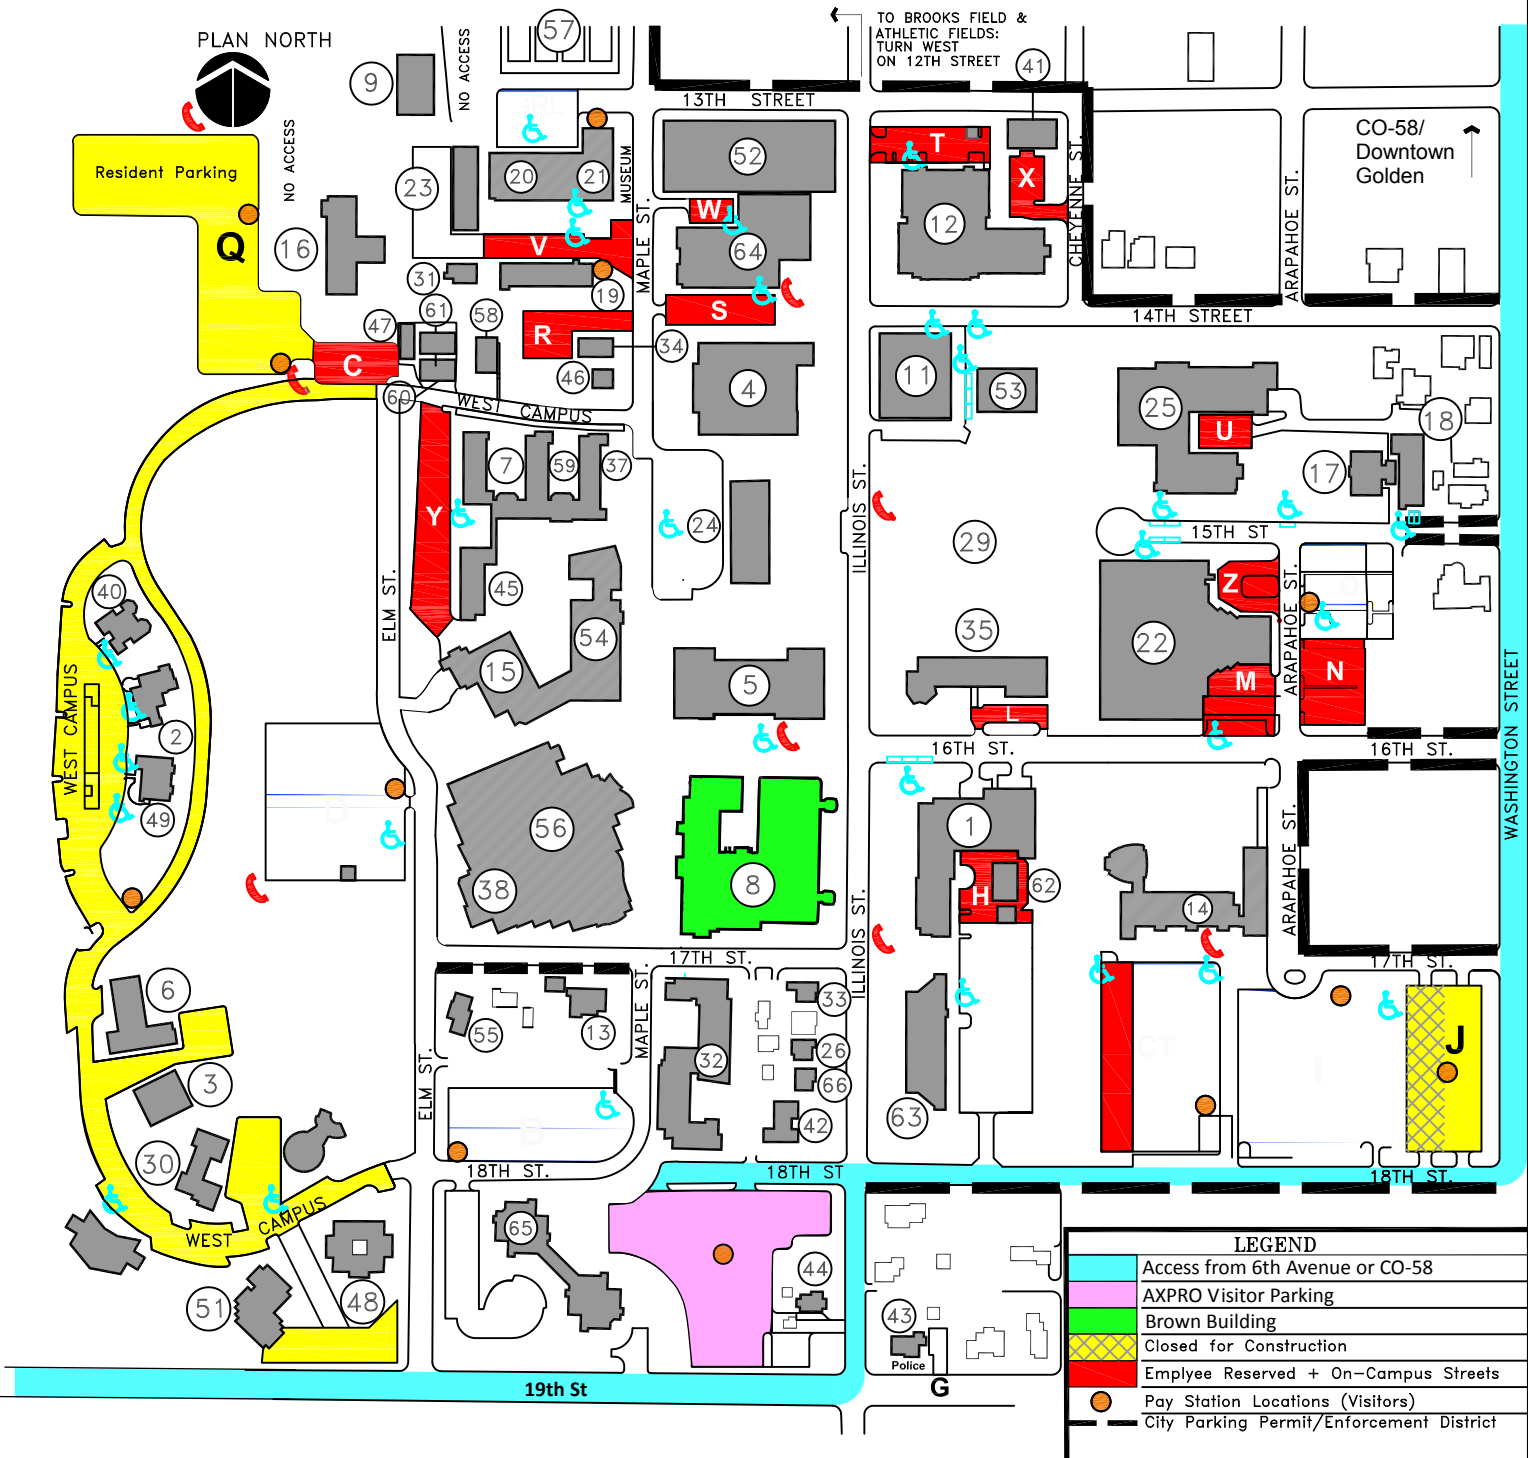 TO BROOKS FIELD &
ATHLETIC FIELDS:
TURN WEST
ON 12TH STREET
PLAN NORTH
57
9
NO ACCESS
41
13TH STREET
CO-58/
Downtown
Golden
NO ACCESS
Resident Parking
Q
16
23
20
21
MUSEUM
52
T
X
CHEYENNE ST.
ARAPAHOE ST.
W
12
V
64
MAPLE ST.
31
19
61
58
47
R
S
14TH STREET
34
C
46
4
11
53
25
18
60
WEST CAMPUS
U
7
59
37
17
Y
24
ILLINOIS ST.
29
15TH ST
ELM ST.
45
40
Z
ARAPAHOE ST.
54
35
22
15
5
M
N
WEST CAMPUS
2
L
16TH ST.
16TH ST.
WASHINGTON STREET
D
49
56
1
38
8
H
62
14
ARAPAHOE ST.
ILLINOIS ST.
17TH ST.
17TH ST.
6
55
13
MAPLE ST.
33
32
26
66
CT
I
J
3
ELM ST.
B
42
63
30
18TH ST.
18TH ST
18TH ST.
WEST CAMPUS
65
51
48
44
43
Police
G
19th St
LEGEND
Access from 6th Avenue or CO-58
AXPRO Visitor Parking
Brown Building
Closed for Construction
Emplyee Reserved + On-Campus Streets
Pay Station Locations (Visitors)
City Parking Permit/Enforcement District